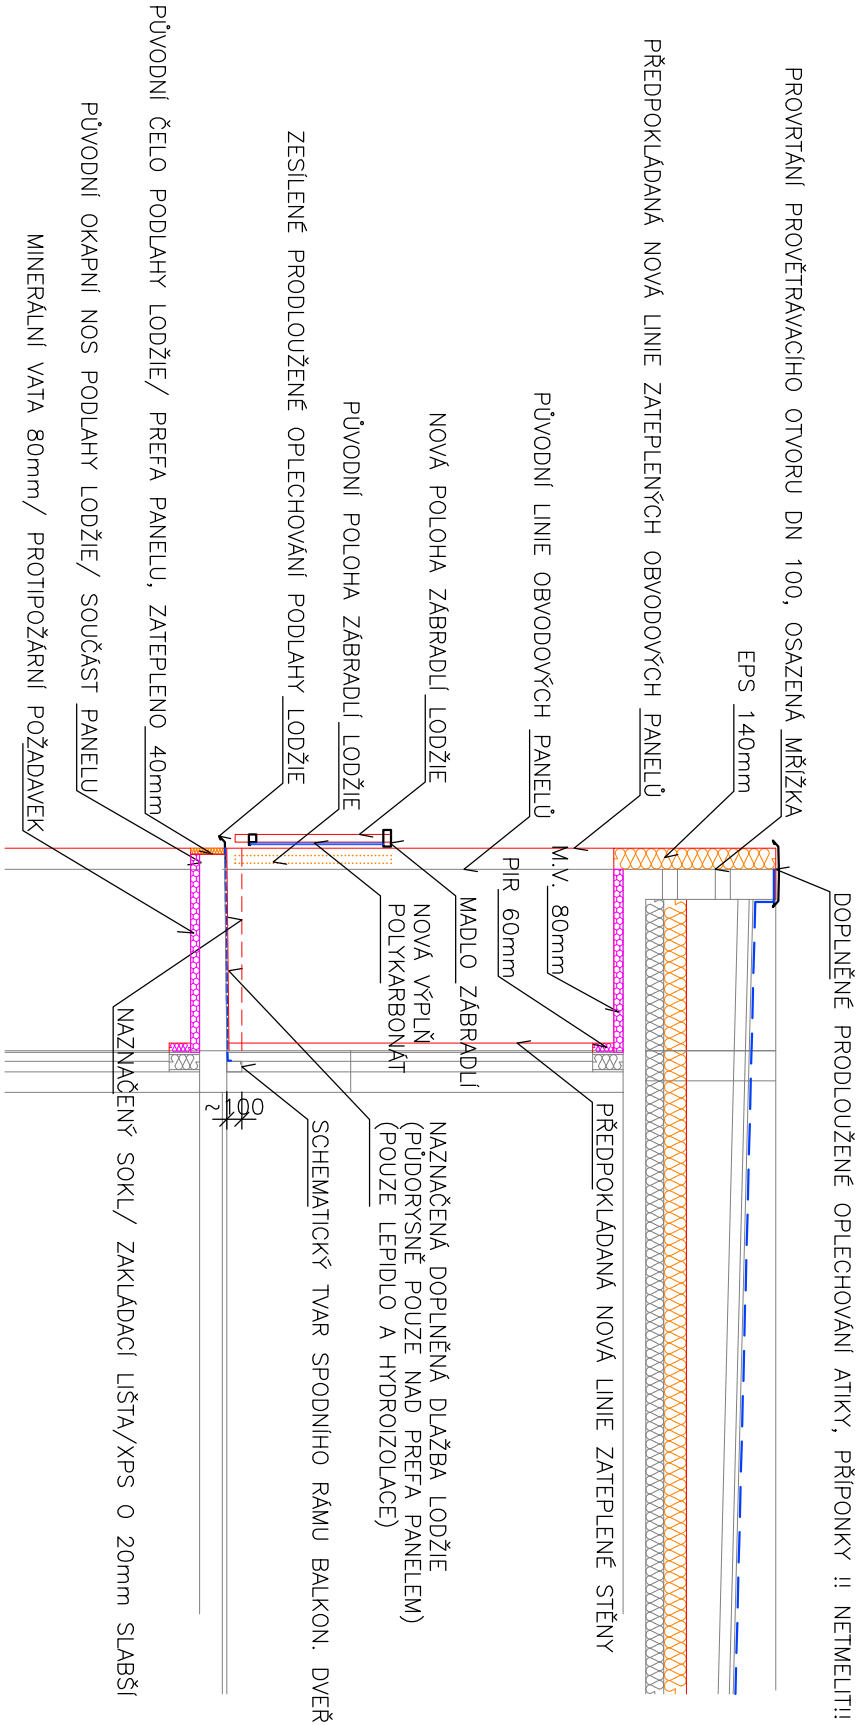 DOPLNĚNÉ PRODLOUŽENÉ OPLECHOVÁNÍ ATIKY, PŘÍPONKY !! NETMELIT!!
PROVRTÁNÍ PROVĚTRÁVACÍHO OTVORU DN 100, OSAZENÁ MŘÍŽKA
EPS 140mm
PŘEDPOKLÁDANÁ NOVÁ LINIE ZATEPLENÝCH OBVODOVÝCH PANELŮ
PŮVODNÍ LINIE OBVODOVÝCH PANELŮ
M.V. 80mm
PIR 60mm
PŘEDPOKLÁDANÁ NOVÁ LINIE ZATEPLENÉ STĚNY
MADLO ZÁBRADLÍ
NOVÁ POLOHA ZÁBRADLÍ LODŽIE
NOVÁ VÝPLŇ
POLYKARBONÁT
PŮVODNÍ POLOHA ZÁBRADLÍ LODŽIE
NAZNAČENÁ DOPLNĚNÁ DLAŽBA LODŽIE
(PŮDORYSNĚ POUZE NAD PREFA PANELEM)
(POUZE LEPIDLO A HYDROIZOLACE)
ZESÍLENÉ PRODLOUŽENÉ OPLECHOVÁNÍ PODLAHY LODŽIE
SCHEMATICKÝ TVAR SPODNÍHO RÁMU BALKON. DVEŘ
~100
PŮVODNÍ ČELO PODLAHY LODŽIE/ PREFA PANELU, ZATEPLENO 40mm
NAZNAČENÝ SOKL/ ZAKLÁDACÍ LIŠTA/XPS O 20mm SLABŠÍ
PŮVODNÍ OKAPNÍ NOS PODLAHY LODŽIE/ SOUČÁST PANELU
MINERÁLNÍ VATA 80mm/ PROTIPOŽÁRNÍ POŽADAVEK